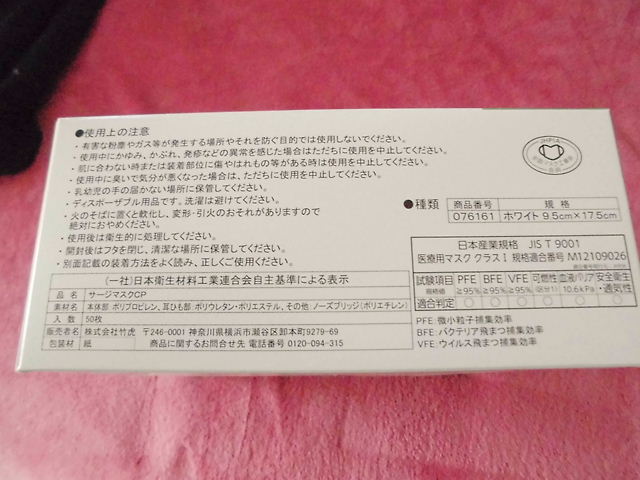 ●使用上の注意
・有害な粉塵やガス等が発生する場所やそれを防ぐ目的では使用しないでください。
・使用中にかゆみ、かぶれ、発疹などの異常を感じた場合はただちに使用を中止してください。
・肌に合わない時または装着部位に傷やはれもの等がある時は使用を中止してください。
・使用中に臭いで気分が悪くなった場合は、ただちに使用を中止してください。
・乳幼児の手の届かない場所に保管してください。
・ディスポーザブル用品です。洗濯は避けてください。
・火のそばに置くと軟化し、変形・引火のおそれがありますので
絶対におやめください。
・使用後は衛生的に処理してください。
・開封後はフタを閉じ、清潔な場所に保管してください。
・別面記載の装着方法をよく読み、正しくご使用ください。
(一社)日本衛生材料工業連合会自主基準による表示
品 名 サージマスクCP
素材名 本体部:ポリプロピレン、耳ひも部:ポリウレタン・ポリエステル、その他:ノーズブリッジ(ポリエチレン)
入 数 50枚
販売者 株式会社竹虎 〒246-0001 神奈川県横浜市瀬谷区卸本町9279-69
包装材 紙 商品に関するお問合せ先 電話番号 0120-094-315
●種類
商品番号 規 格
076161 ホワイト 9.5cm×17.5cm
日本産業規格 JIS T 9001
医療用マスク クラスⅠ 規格適合番号 M12109026
試験項目 PFE BFE VFE 可燃性 血液バリア 安全衛生
規格値 ≧95% ≧95% ≧95% (区分1) 10.6kPa ・通気性
適合判定 〇 〇 〇 〇 〇 〇
PFE:微小粒子捕集効率
BFE:バクテリア飛まつ捕集効率
VFE:ウイルス飛まつ捕集効率